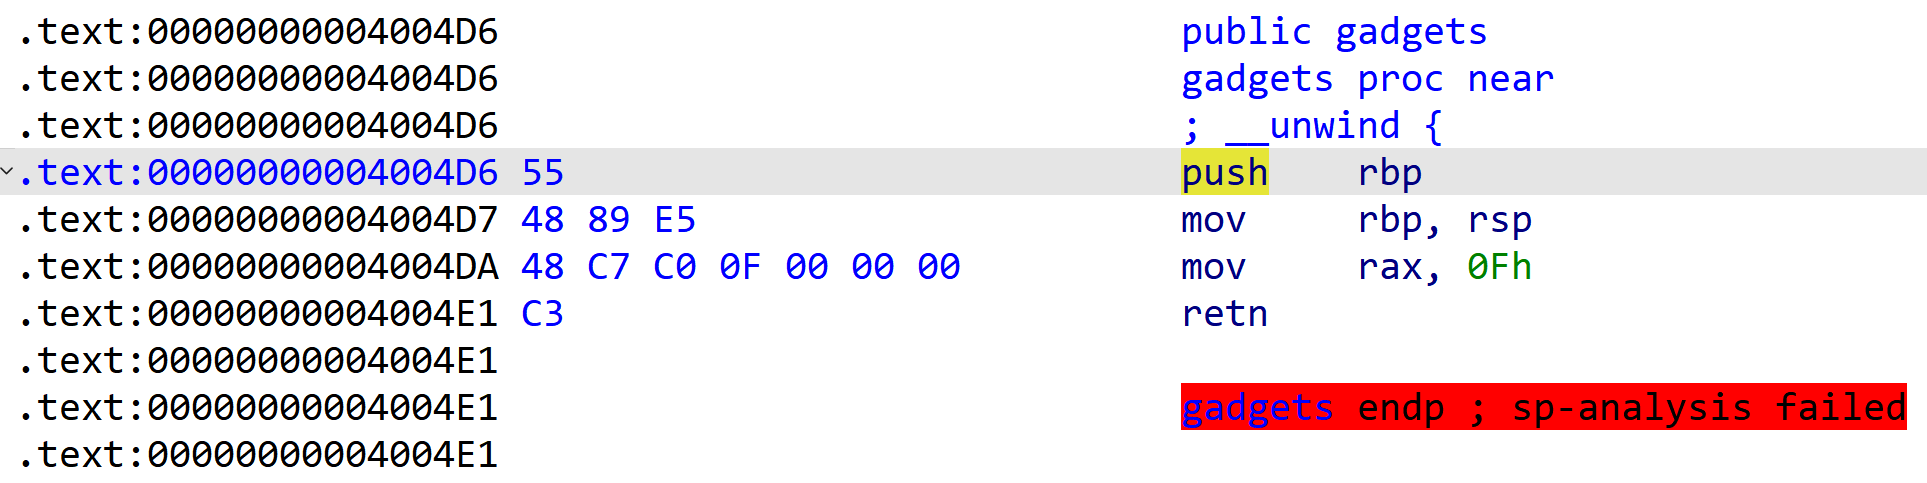 .text:00000000004004D6 public gadgets
.text:00000000004004D6 gadgets proc near
.text:00000000004004D6 ; __unwind {
.text:00000000004004D6 55 push rbp
.text:00000000004004D7 48 89 E5 mov rbp, rsp
.text:00000000004004DA 48 C7 C0 0F 00 00 00 mov rax, 0Fh
.text:00000000004004E1 C3 retn
.text:00000000004004E1
.text:00000000004004E1 gadgets endp ; sp-analysis failed
.text:00000000004004E1